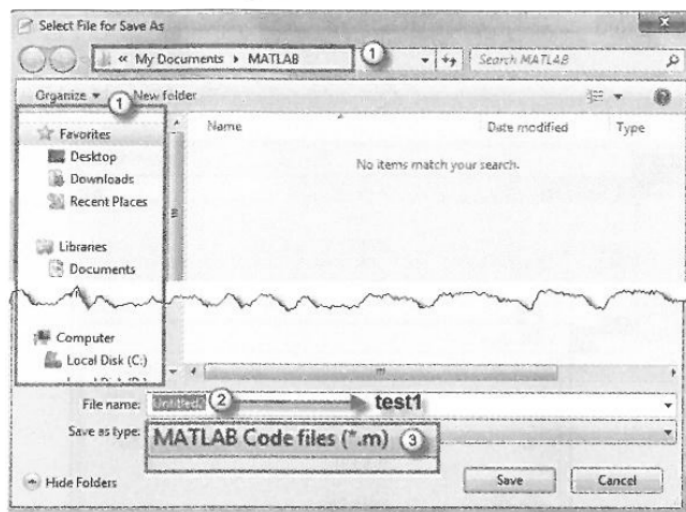 Select File for Save As
« My Documents ▸ MATLAB
1
Search MATLAB
Organize ▾
1
New folder
Favorites
Desktop
Downloads
Recent Places
Libraries
Documents
Computer
Local Disk (C:)
Name
Date modified
Type
No items match your search.
File name:
Untitled
2
test1
Save as type:
MATLAB Code files (*.m)
3
Hide Folders
Save
Cancel